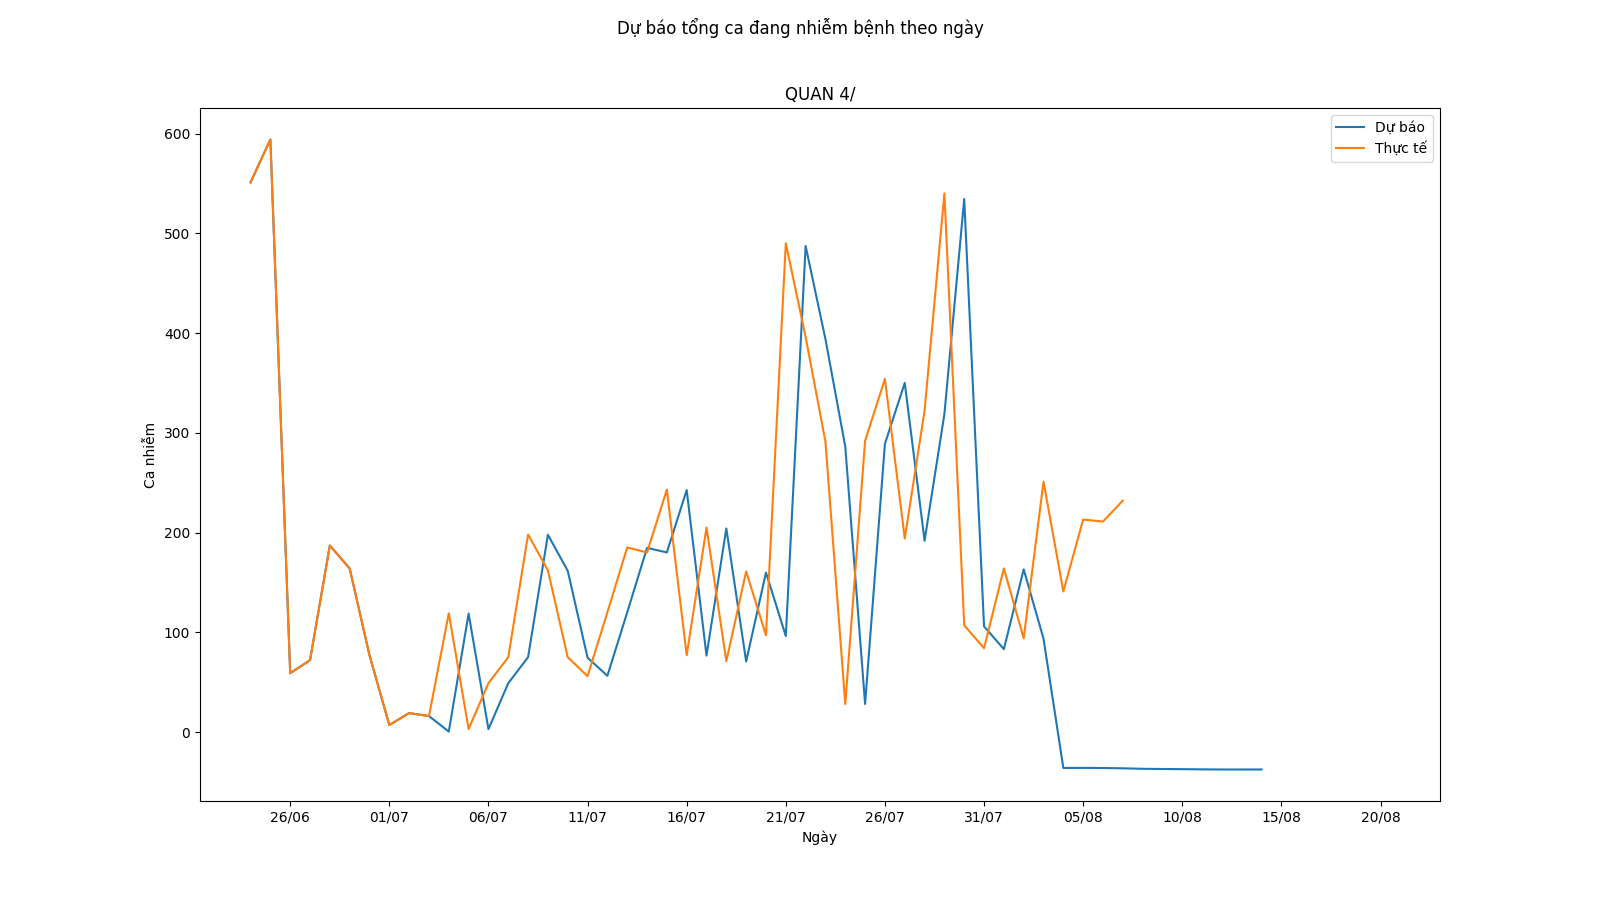 Dự báo tổng ca đang nhiễm bệnh theo ngày
QUAN 4/
Dự báo
Thực tế
600
500
400
300
200
100
0
Ca nhiễm
26/06 01/07 06/07 11/07 16/07 21/07 26/07 31/07 05/08 10/08 15/08 20/08
Ngày